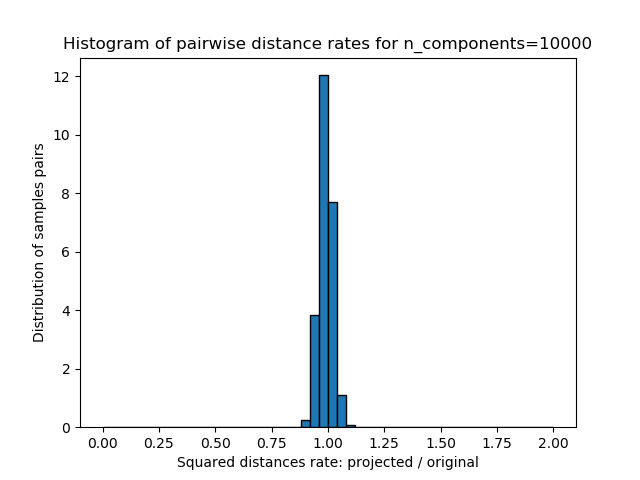 Histogram of pairwise distance rates for n_components=10000
12
10
8
6
4
2
0
Distribution of samples pairs
0.00 0.25 0.50 0.75 1.00 1.25 1.50 1.75 2.00
Squared distances rate: projected / original